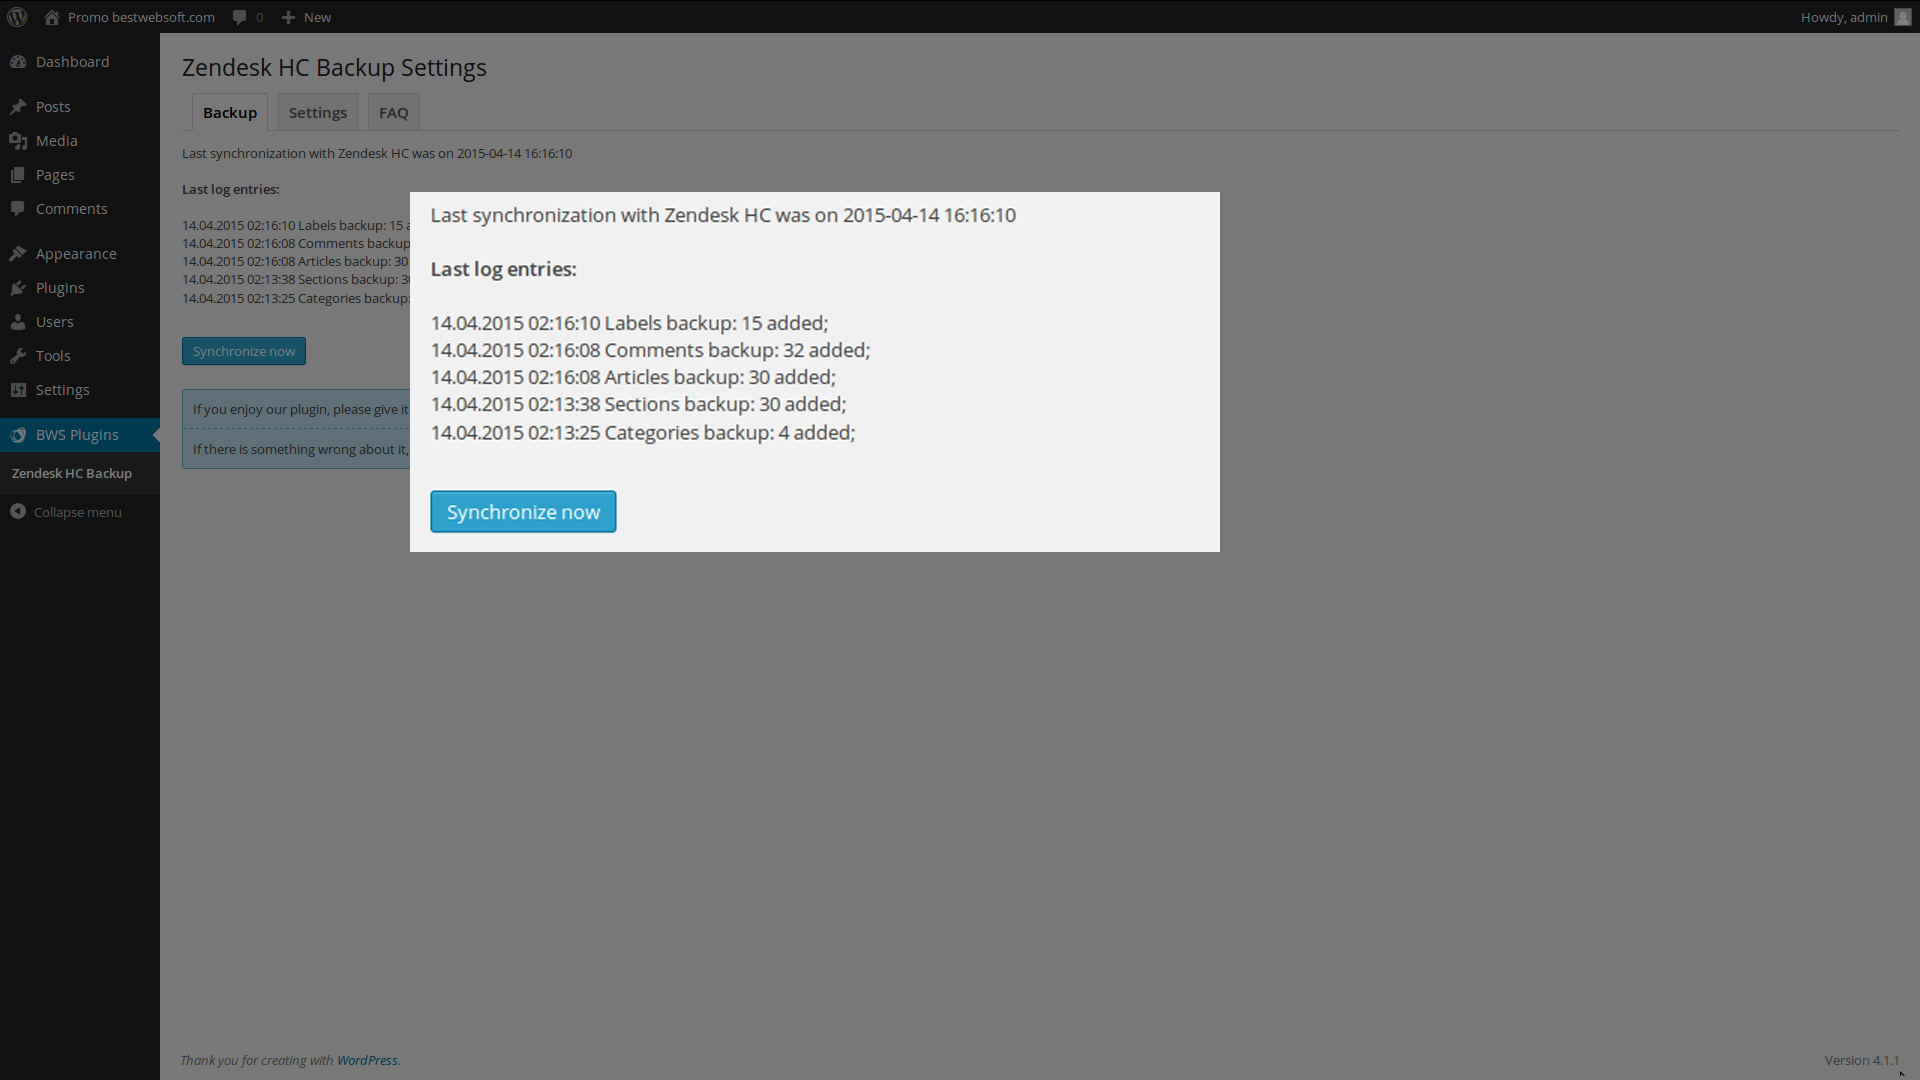 Promo bestwebsoft.com 0 New Howdy, admin
Dashboard
Posts
Media
Pages
Comments
Appearance
Plugins
Users
Tools
Settings
BWS Plugins
Zendesk HC Backup
Collapse menu
Zendesk HC Backup Settings
Backup Settings FAQ
Last synchronization with Zendesk HC was on 2015-04-14 16:16:10
Last log entries:
14.04.2015 02:16:10 Labels backup: 15
14.04.2015 02:16:08 Comments backup
14.04.2015 02:16:08 Articles backup: 30
14.04.2015 02:13:38 Sections backup:
14.04.2015 02:13:25 Categories backup:
Synchronize now
If you enjoy our plugin, please give it
If there is something wrong about it,
Last synchronization with Zendesk HC was on 2015-04-14 16:16:10
Last log entries:
14.04.2015 02:16:10 Labels backup: 15 added;
14.04.2015 02:16:08 Comments backup: 32 added;
14.04.2015 02:16:08 Articles backup: 30 added;
14.04.2015 02:13:38 Sections backup: 30 added;
14.04.2015 02:13:25 Categories backup: 4 added;
Synchronize now
Thank you for creating with WordPress.
Version 4.1.1